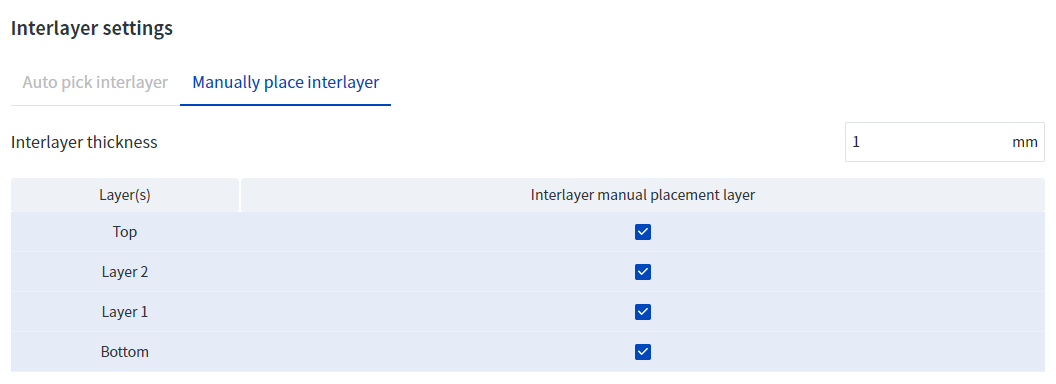 Interlayer settings
Auto pick interlayer Manually place interlayer
Interlayer thickness 1 mm
Layer(s) Interlayer manual placement layer
Top
Layer 2
Layer 1
Bottom